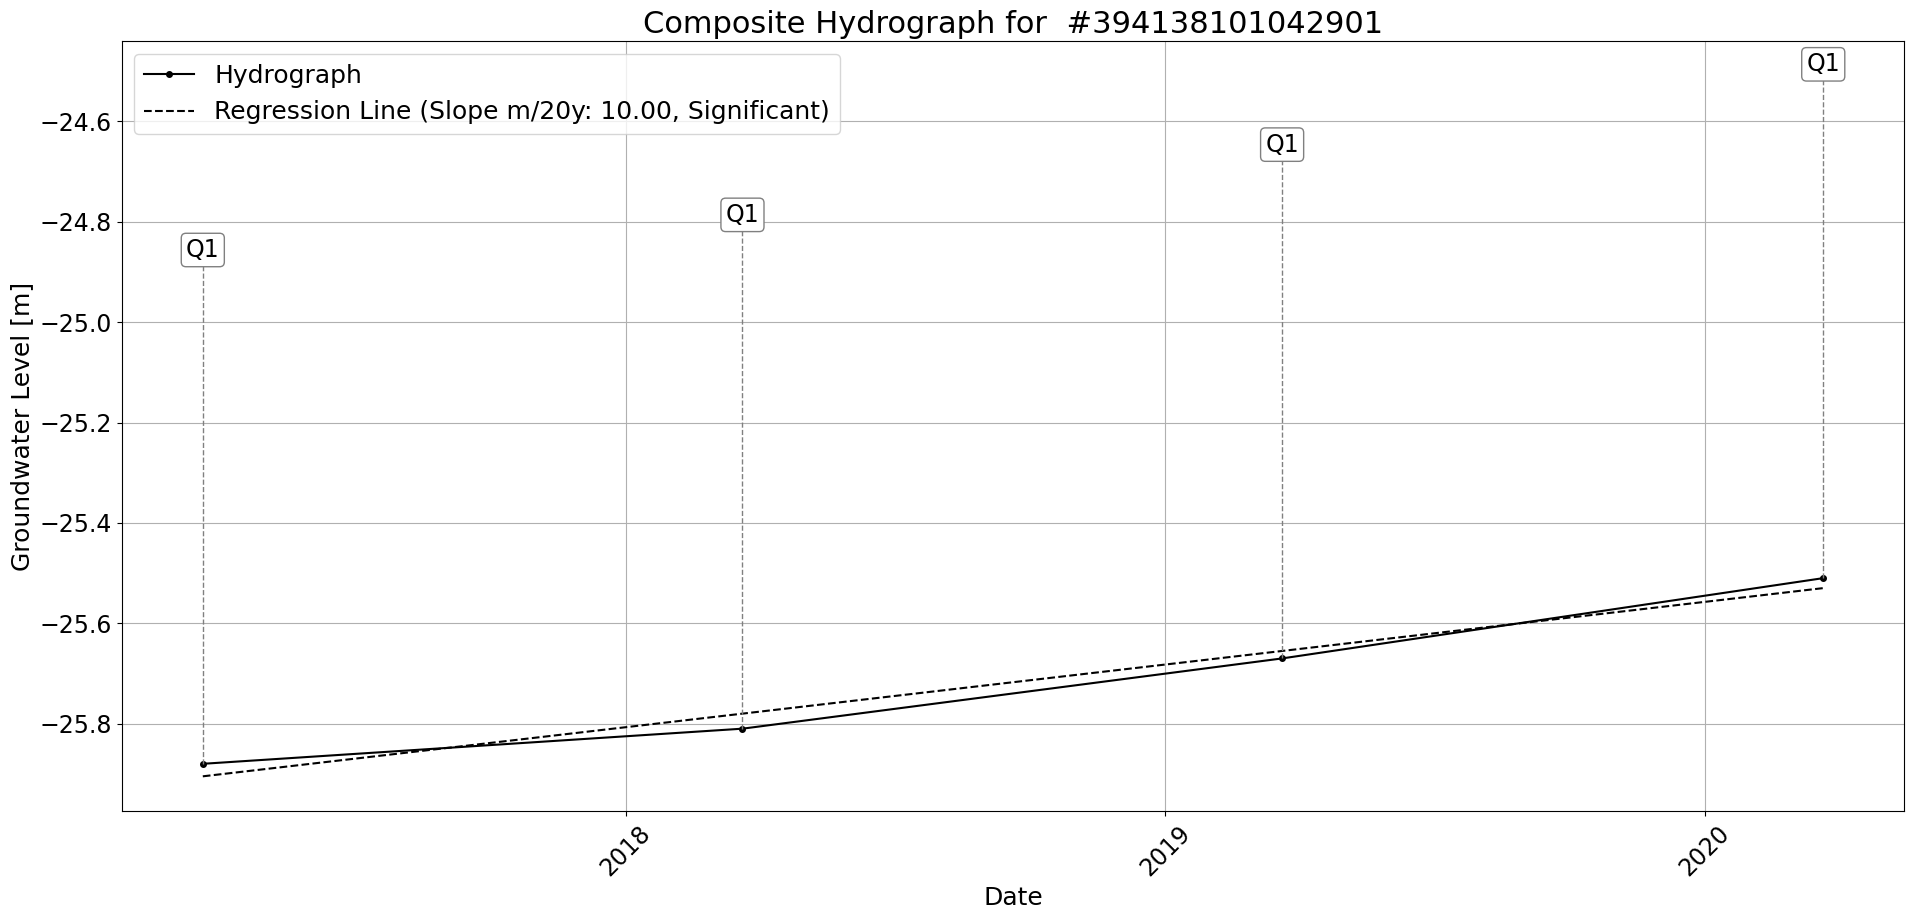 Composite Hydrograph for  #394138101042901
Hydrograph
Regression Line (Slope m/20y: 10.00, Significant)
Q1
Q1
Q1
Q1
Groundwater Level [m]
−24.6
−24.8
−25.0
−25.2
−25.4
−25.6
−25.8
2018
2019
2020
Date